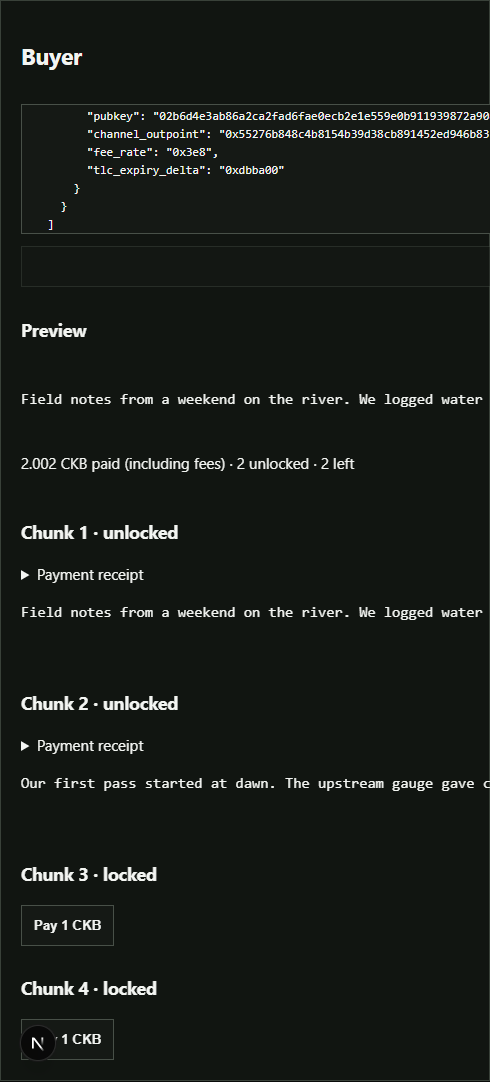 Buyer
"pubkey": "02b6d4e3ab86a2ca2fad6fae0ecb2e1e559e0b911939872a90
"channel_outpoint": "0x55276b848c4b8154b39d38cb891452ed946b83
"fee_rate": "0x3e8",
"tlc_expiry_delta": "0xdbba00"
}
}
]
Preview
Field notes from a weekend on the river. We logged water
2.002 CKB paid (including fees) · 2 unlocked · 2 left
Chunk 1 · unlocked
▶ Payment receipt
Field notes from a weekend on the river. We logged water
Chunk 2 · unlocked
▶ Payment receipt
Our first pass started at dawn. The upstream gauge gave c
Chunk 3 · locked
Pay 1 CKB
Chunk 4 · locked
N y 1 CKB